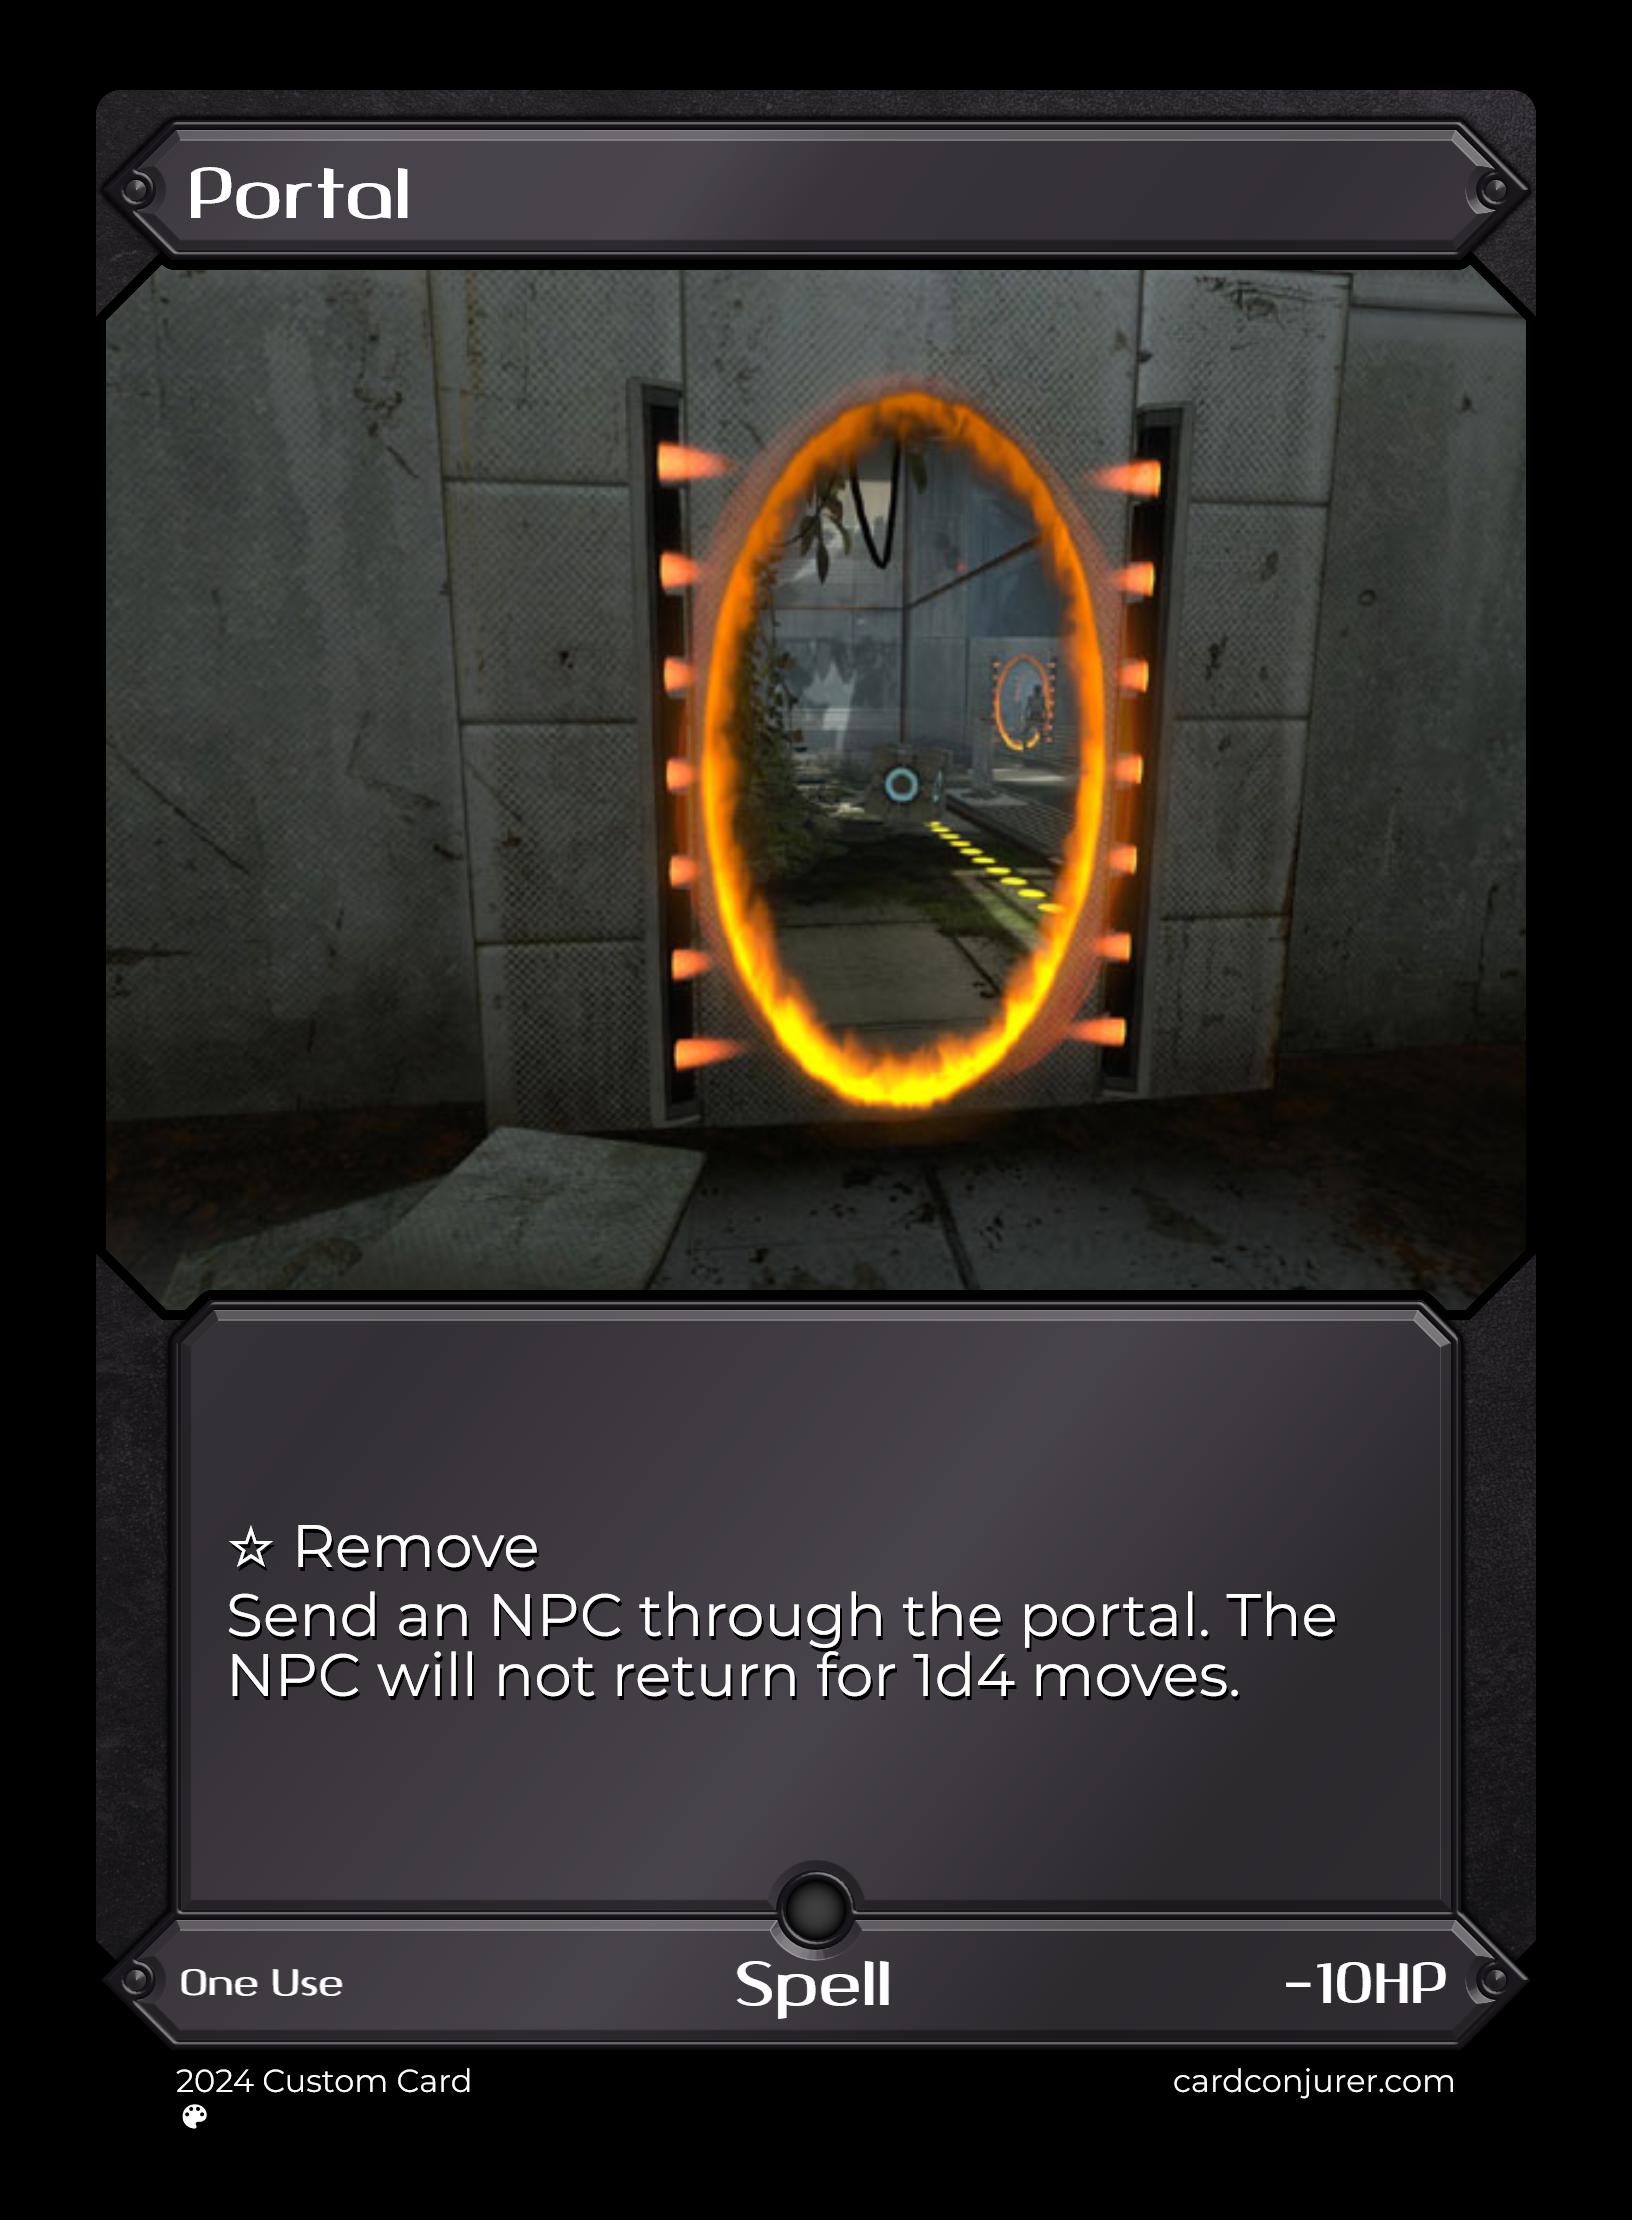 Portal
☆ Remove
Send an NPC through the portal. The
NPC will not return for 1d4 moves.
One Use
Spell
-10HP
2024 Custom Card
cardconjurer.com